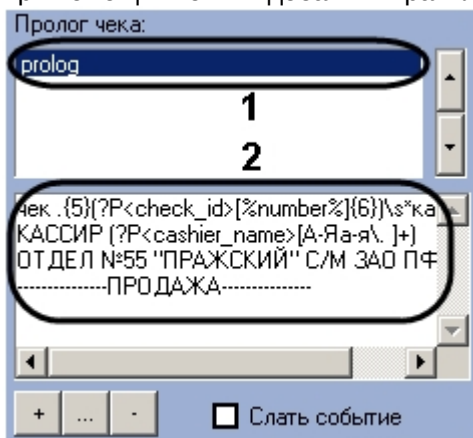 Пролог чека:
prolog
1
2
чек .{5}(?P<check_id>[%number%]{6})\s*ка
КАССИР (?P<cashier_name>[А-Яа-я\. ]+)
ОТДЕЛ №55 "ПРАЖСКИЙ" С/М ЗАО ПФ
--------------ПРОДАЖА--------------
+ ... -
Слать событие